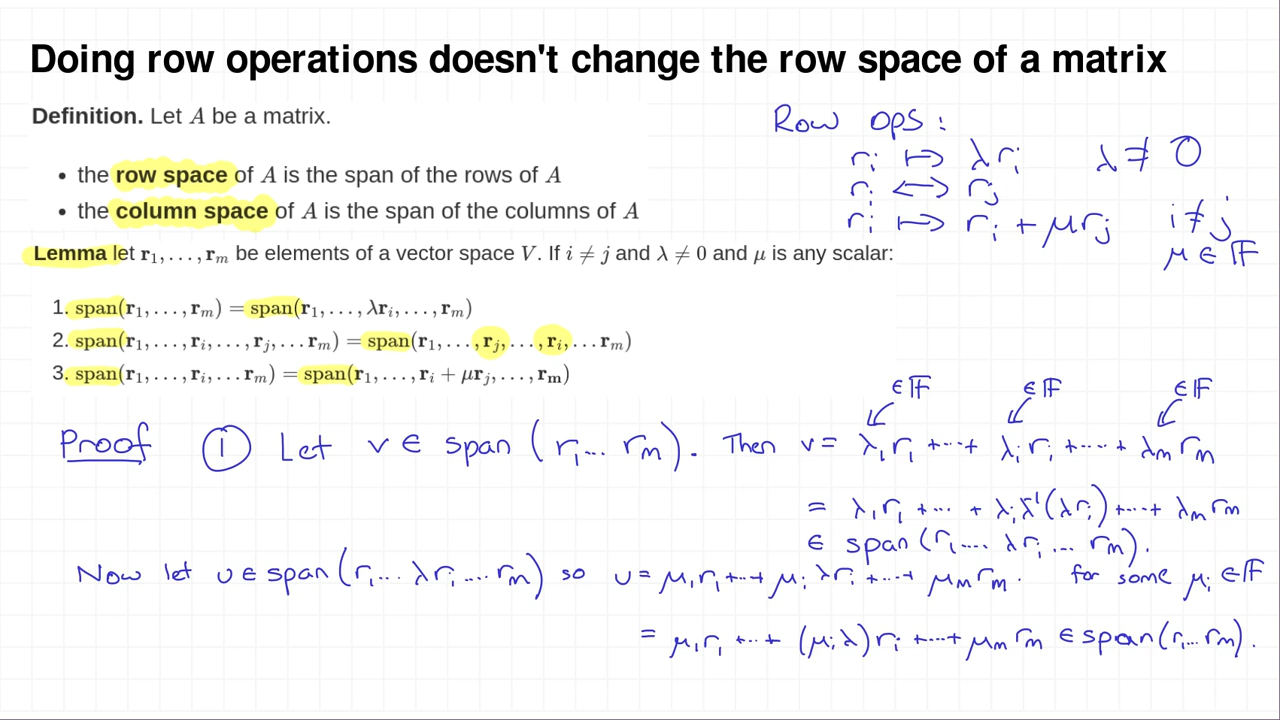 Doing row operations doesn't change the row space of a matrix
Definition. Let A be a matrix.
• the row space of A is the span of the rows of A
• the column space of A is the span of the columns of A
Row ops:
rᵢ ↦ λrᵢ λ ≠ 0
rᵢ ↔ rⱼ
rᵢ ↦ rᵢ + μrⱼ i ≠ j
μ ∈ 𝔽
Lemma let r₁, . . . , rₘ be elements of a vector space V. If i ≠ j and λ ≠ 0 and μ is any scalar:
1. span(r₁, . . . , rₘ) = span(r₁, . . . , λrᵢ, . . . , rₘ)
2. span(r₁, . . . , rᵢ, . . . , rⱼ, . . . rₘ) = span(r₁, . . . , rⱼ, . . . , rᵢ, . . . rₘ)
3. span(r₁, . . . , rᵢ, . . . rₘ) = span(r₁, . . . , rᵢ + μrⱼ, . . . , rₘ)
∈ 𝔽 ∈ 𝔽 ∈ 𝔽
Proof ① Let v ∈ span (r₁... rₘ). Then v = λ₁r₁ +...+ λᵢrᵢ +....+ λₘrₘ
= λ₁r₁ +... + λᵢλ⁻¹(λrᵢ) +...+ λₘrₘ
∈ span (r₁.... λrᵢ ... rₘ).
Now let u ∈ span(r₁... λrᵢ....rₘ) so u = μ₁r₁ +...+ μᵢ λrᵢ +...+ μₘrₘ. for some μᵢ ∈ 𝔽
= μ₁r₁ +...+ (μᵢλ)rᵢ +....+ μₘrₘ ∈ span(r₁...rₘ).